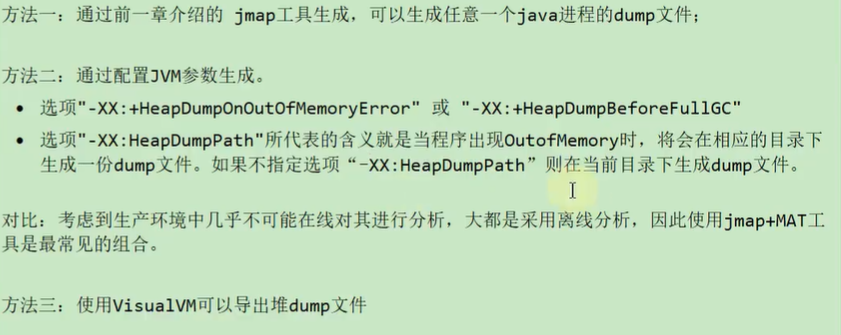 方法一：通过前一章介绍的 jmap工具生成，可以生成任意一个java进程的dump文件；
方法二：通过配置JVM参数生成。
• 选项"-XX:+HeapDumpOnOutOfMemoryError" 或 "-XX:+HeapDumpBeforeFullGC"
• 选项"-XX:HeapDumpPath"所代表的含义就是当程序出现OutofMemory时，将会在相应的目录下
生成一份dump文件。如果不指定选项“-XX:HeapDumpPath”则在当前目录下生成dump文件。
对比：考虑到生产环境中几乎不可能在线对其进行分析，大都是采用离线分析，因此使用jmap+MAT工
具是最常见的组合。
方法三：使用VisualVM可以导出堆dump文件